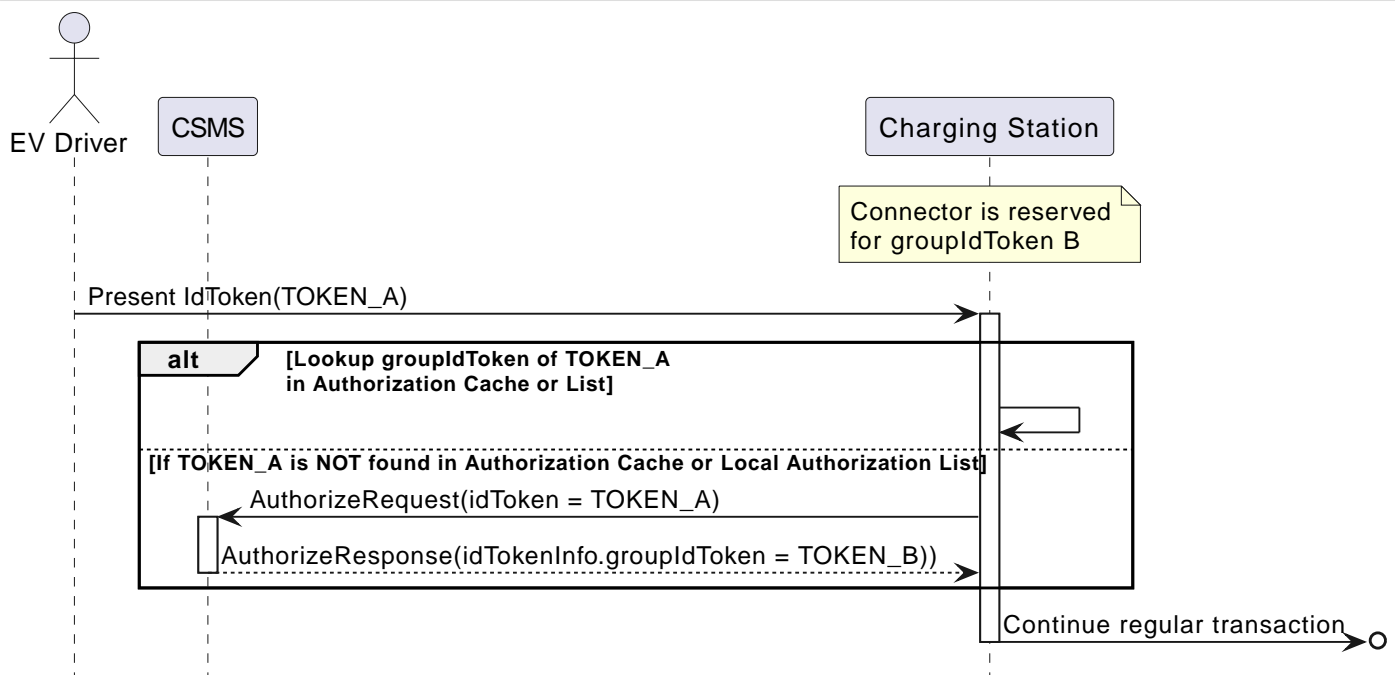 EV Driver
CSMS
Charging Station
Connector is reserved
for groupIdToken B
Present IdToken(TOKEN_A)
alt
[Lookup groupIdToken of TOKEN_A
in Authorization Cache or List]
[If TOKEN_A is NOT found in Authorization Cache or Local Authorization List]
AuthorizeRequest(idToken = TOKEN_A)
AuthorizeResponse(idTokenInfo.groupIdToken = TOKEN_B))
Continue regular transaction